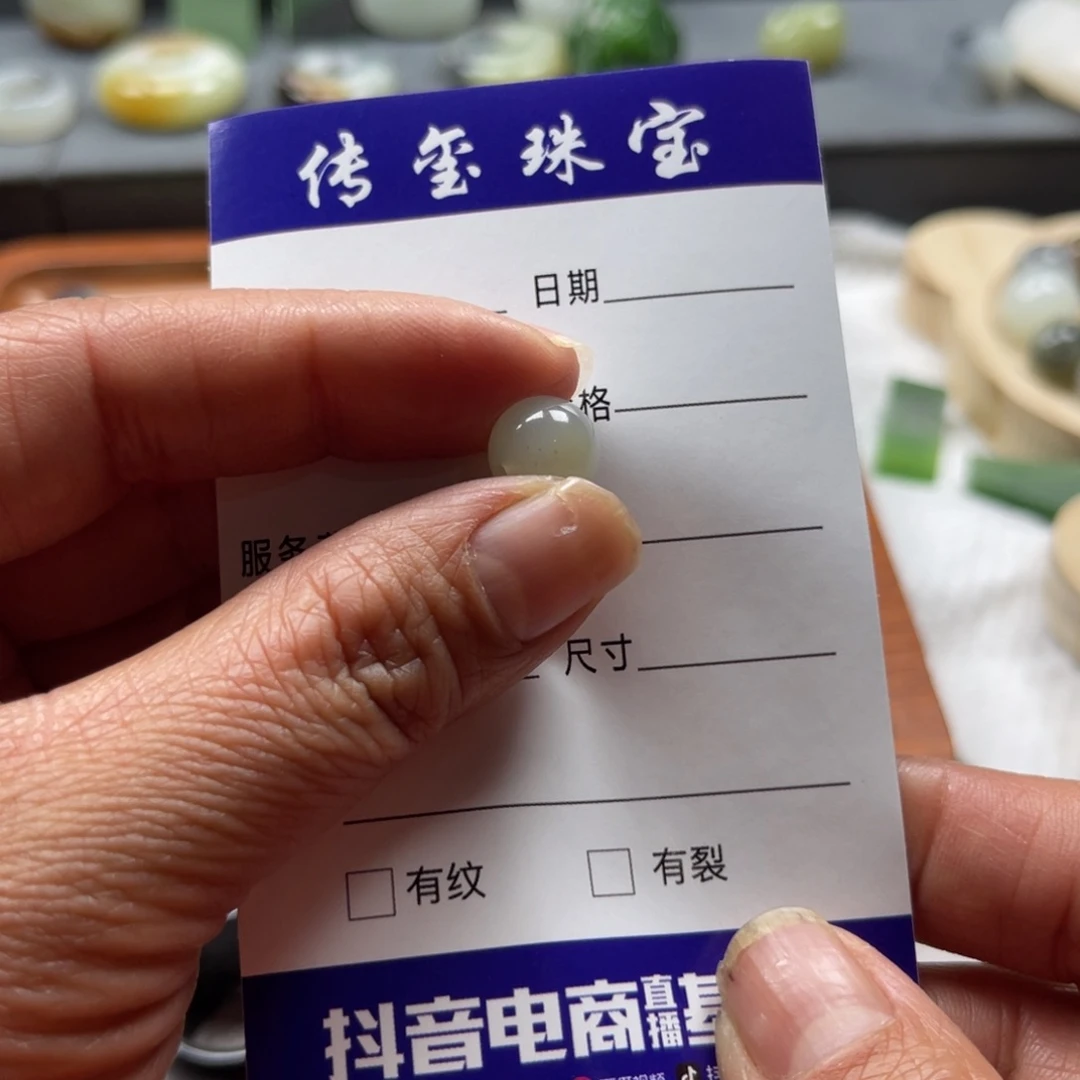 传玺珠宝
日期
格
服务
尺寸
有纹 有裂
抖音电商直播基